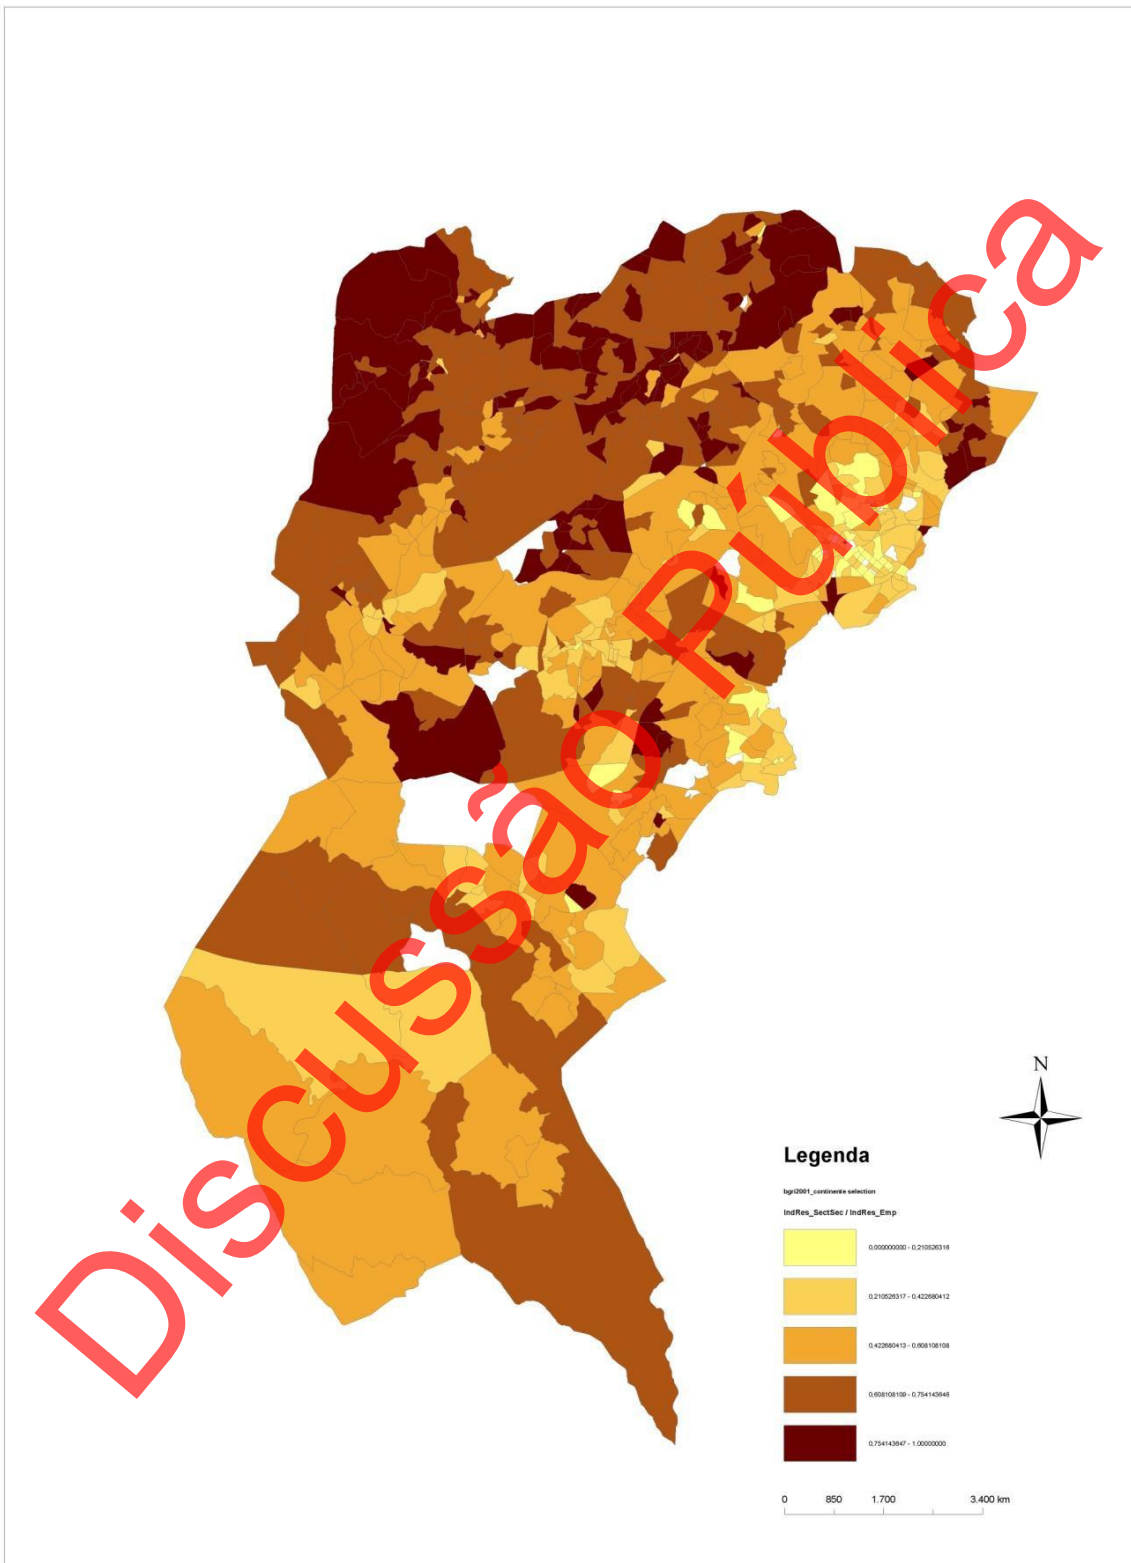 Discussão Pública
N
Legenda
bgri2001_continente selection
IndRes_SectSec / IndRes_Emp
0,000000000 - 0,210526316
0,210526317 - 0,422680412
0,422680413 - 0,608108108
0,608108109 - 0,754143646
0,754143647 - 1,00000000
0 850 1.700 3.400 km